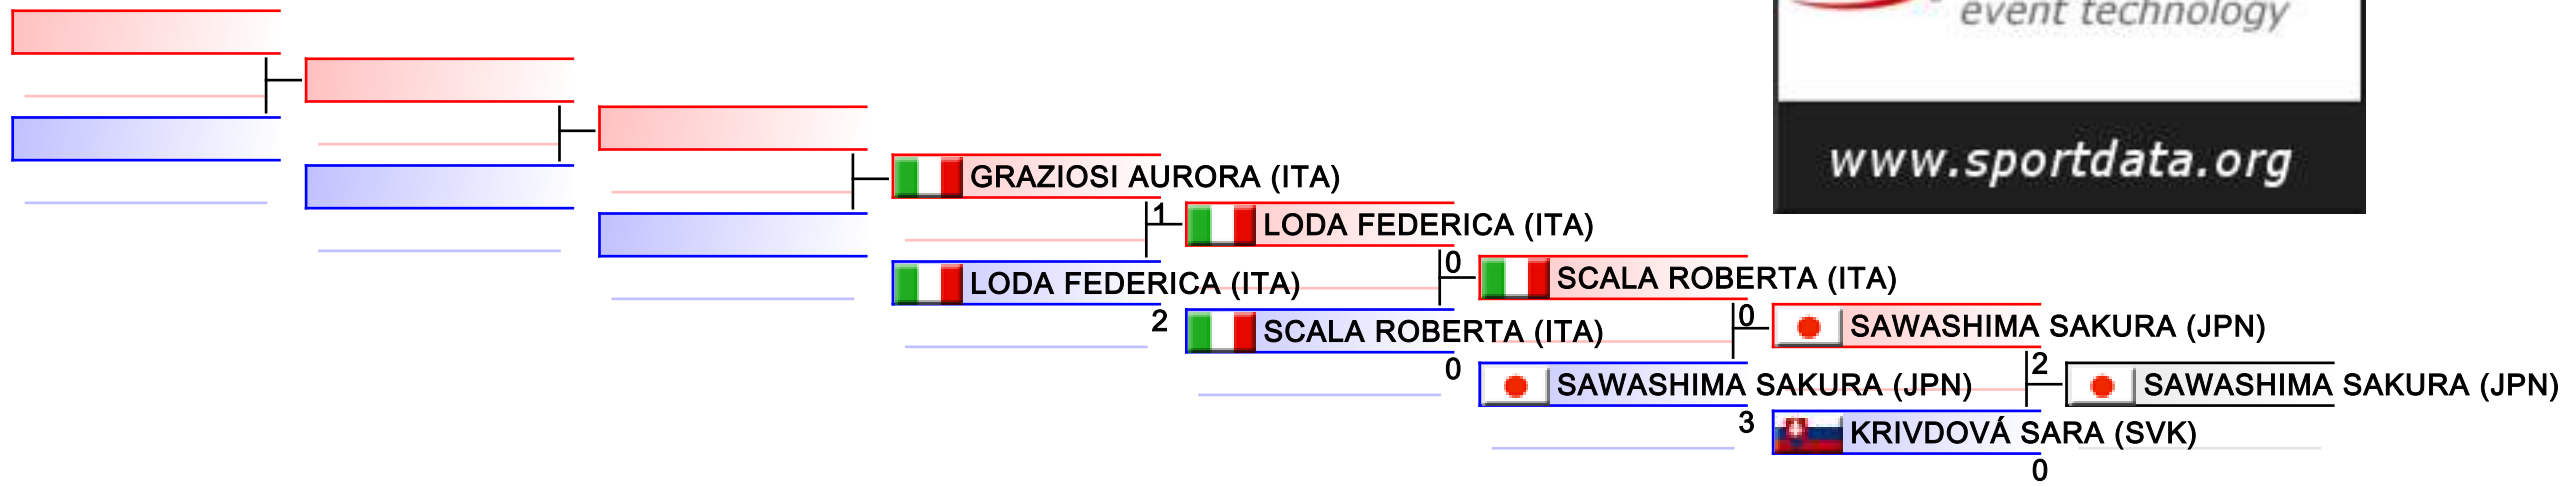 event technology
www.sportdata.org
GRAZIOSI AURORA (ITA)
1
LODA FEDERICA (ITA)
LODA FEDERICA (ITA)
2
0
SCALA ROBERTA (ITA)
SCALA ROBERTA (ITA)
0
0
SAWASHIMA SAKURA (JPN)
SAWASHIMA SAKURA (JPN)
3
2
SAWASHIMA SAKURA (JPN)
KRIVDOVÁ SARA (SVK)
0